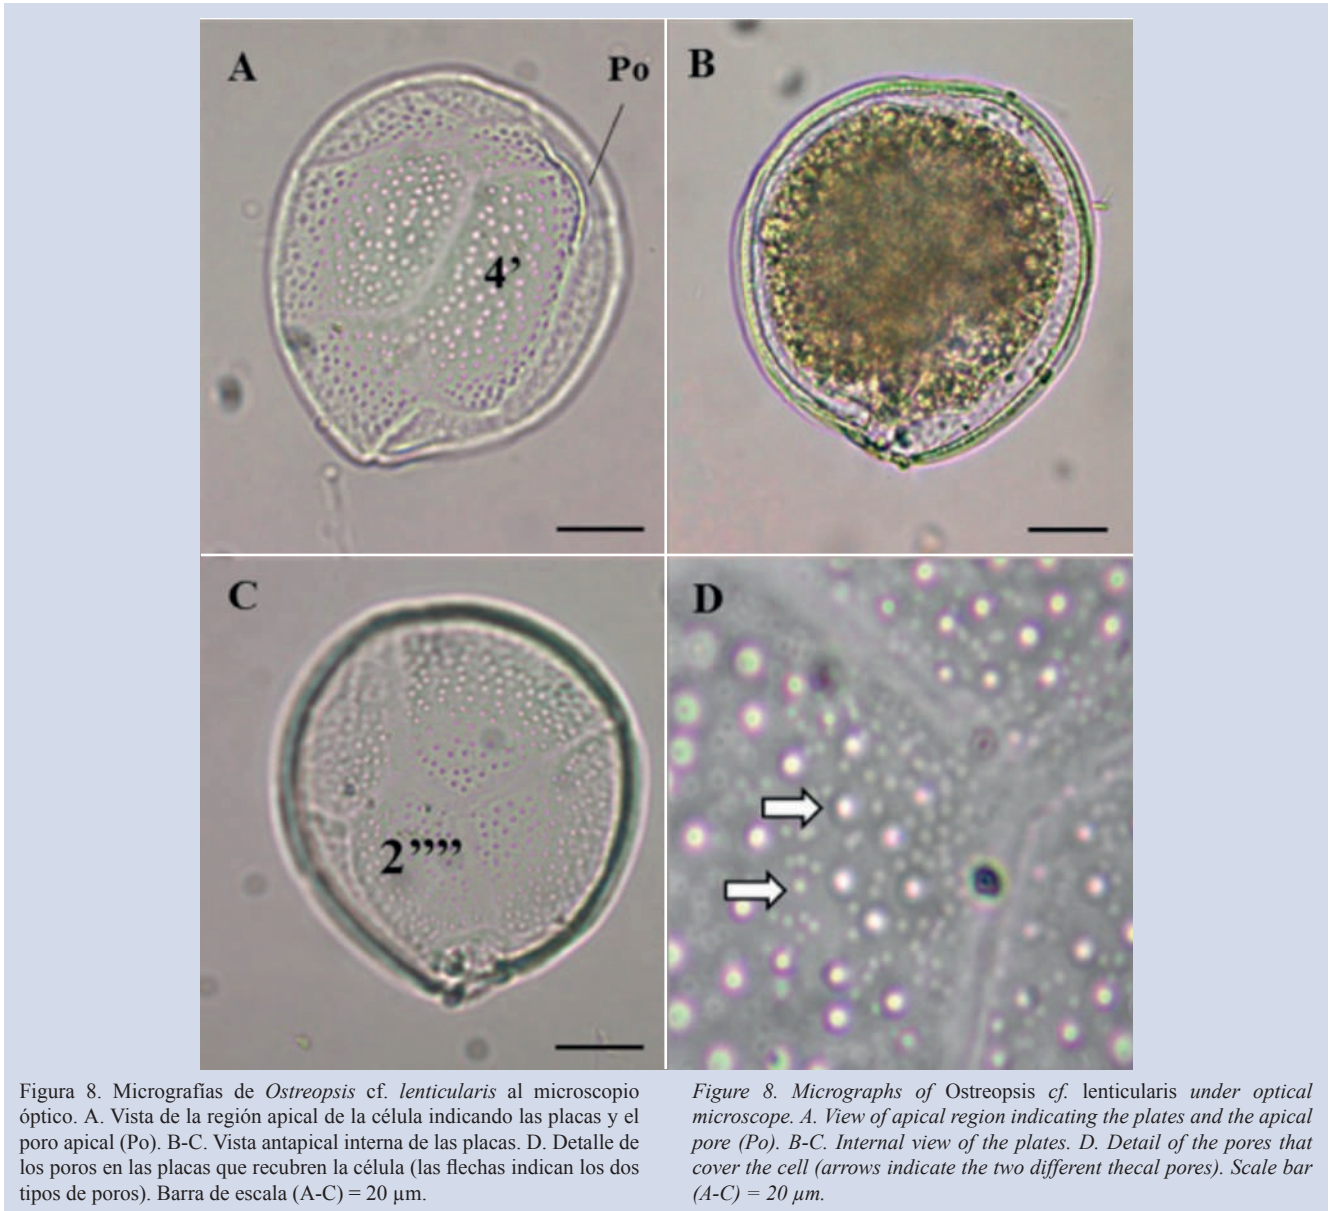 A
Po
B
4’
C
D
2””
Figura 8. Micrografías de Ostreopsis cf. lenticularis al microscopio
óptico. A. Vista de la región apical de la célula indicando las placas y el
poro apical (Po). B-C. Vista antapical interna de las placas. D. Detalle de
los poros en las placas que recubren la célula (las flechas indican los dos
tipos de poros). Barra de escala (A-C) = 20 µm.
Figure 8. Micrographs of Ostreopsis cf. lenticularis under optical
microscope. A. View of apical region indicating the plates and the apical
pore (Po). B-C. Internal view of the plates. D. Detail of the pores that
cover the cell (arrows indicate the two different thecal pores). Scale bar
(A-C) = 20 µm.